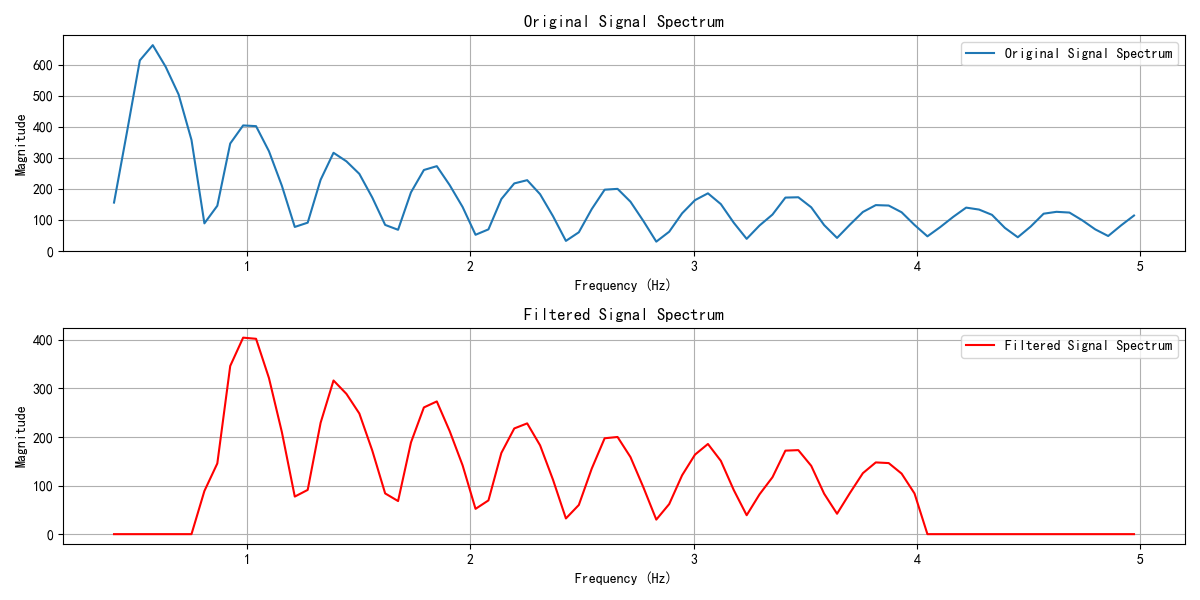 Original Signal Spectrum
Original Signal Spectrum
Magnitude
600
500
400
300
200
100
0
1
2
3
4
5
Frequency (Hz)
Filtered Signal Spectrum
Filtered Signal Spectrum
Magnitude
400
300
200
100
0
1
2
3
4
5
Frequency (Hz)